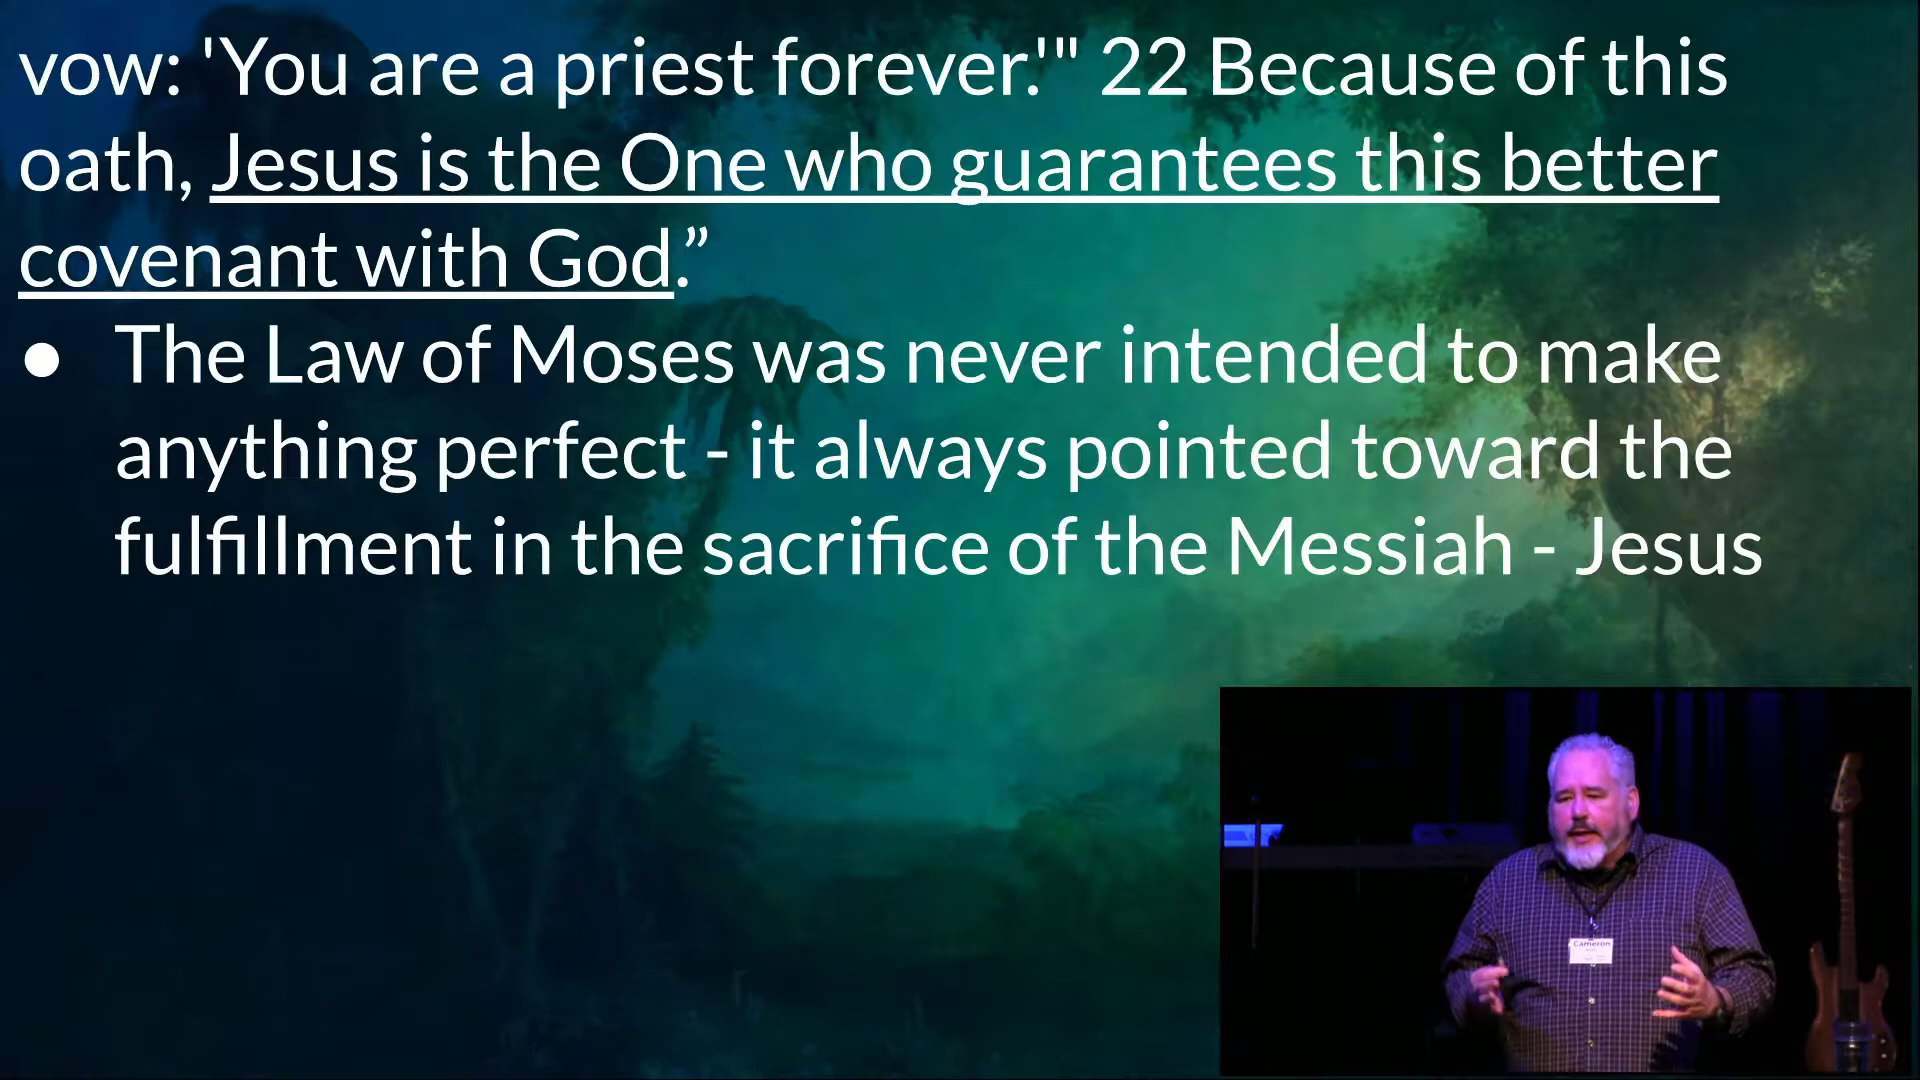 vow: 'You are a priest forever.'" 22 Because of this
oath, Jesus is the One who guarantees this better
covenant with God.”
● The Law of Moses was never intended to make
anything perfect - it always pointed toward the
fulfillment in the sacrifice of the Messiah - Jesus
Cameron